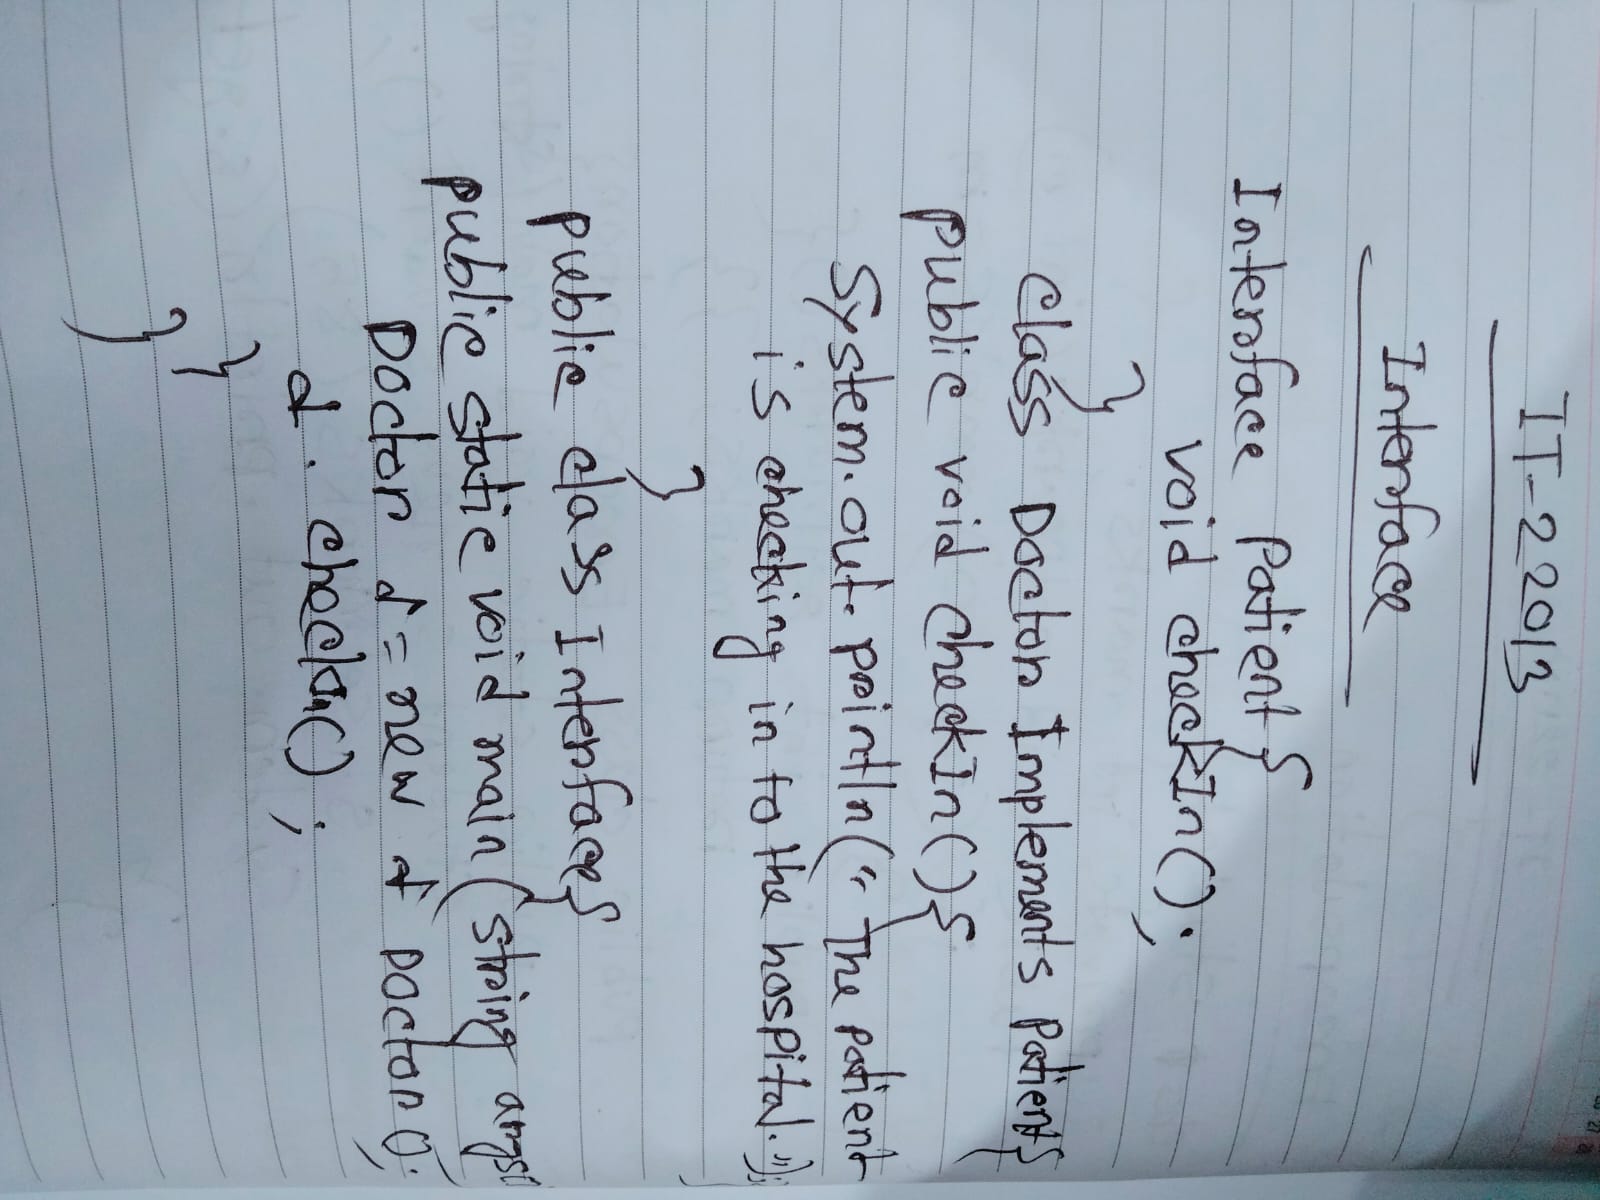 IT-22013
Interface
Interface patient {
void checkIn();
}
class Doctor Implements patient {
public void checkIn() {
System.out.println(" The patient
is checking in to the hospital.");
}
public class Interface {
public static void main (string args
Doctor d = new Doctor ();
d. checkIn();
}
}
}